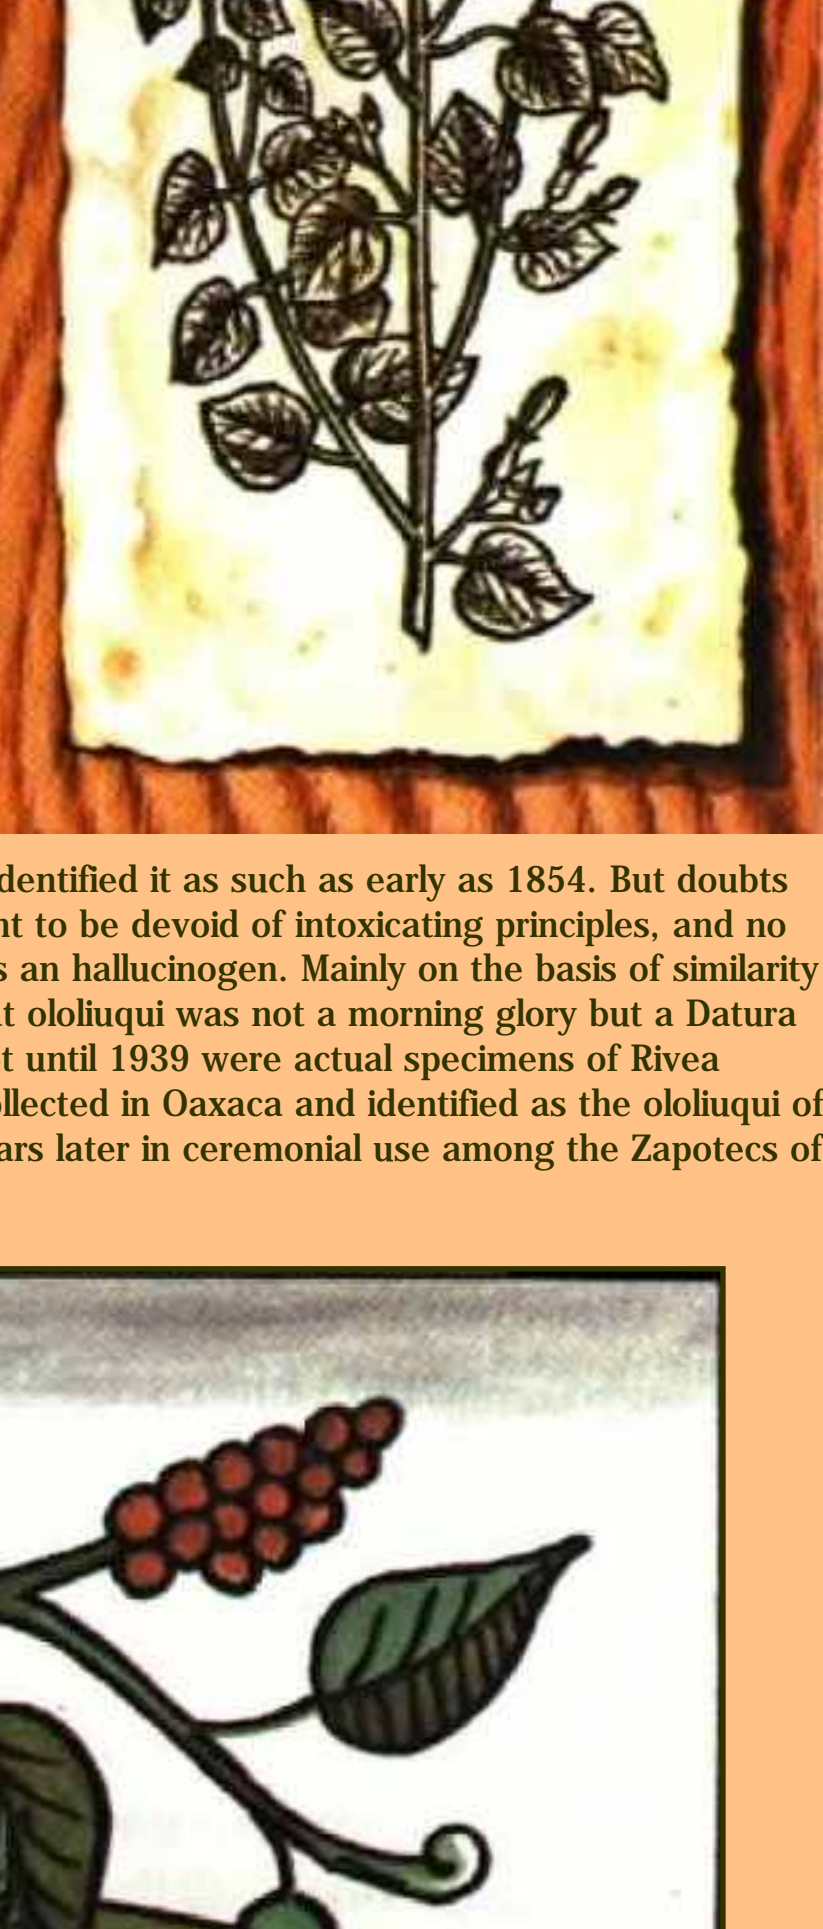 dentified it as such as early as 1854. But doubts
nt to be devoid of intoxicating principles, and no
s an hallucinogen. Mainly on the basis of similarity
t ololiuqui was not a morning glory but a Datura
t until 1939 were actual specimens of Rivea
ollected in Oaxaca and identified as the ololiuqui of
ars later in ceremonial use among the Zapotecs of